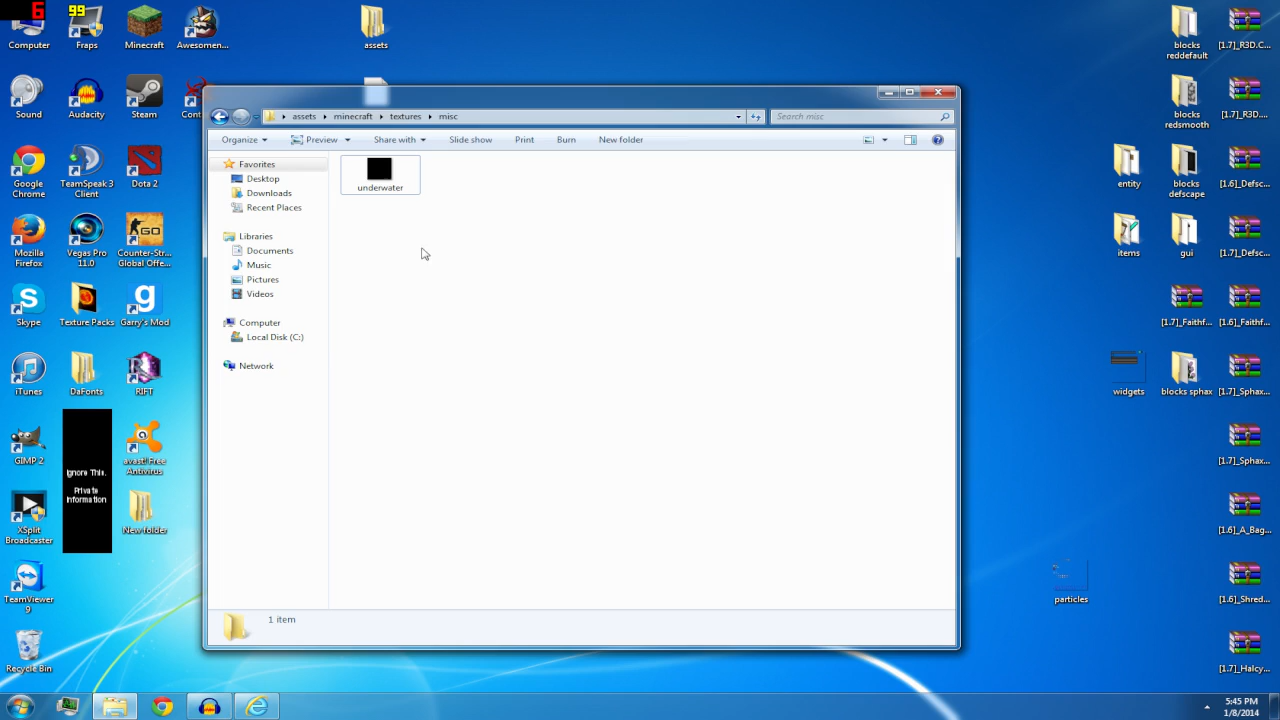 6
99
Computer
Fraps
Minecraft
Awesomen...
assets
Sound
Audacity
Steam
Google
Chrome
TeamSpeak 3
Client
Dota 2
Mozilla
Firefox
Vegas Pro
11.0
Counter-Str...
Global Offe...
Skype
Texture Packs
Garry's Mod
iTunes
DaFonts
RIFT
GIMP 2
Ignore This.
Private
Information
avast! Free
Antivirus
XSplit
Broadcaster
New folder
TeamViewer
9
Recycle Bin
assets
minecraft
textures
misc
Search misc
Organize
Preview
Share with
Slide show
Print
Burn
New folder
Favorites
Desktop
Downloads
Recent Places
Libraries
Documents
Music
Pictures
Videos
Computer
Local Disk (C:)
Network
underwater
1 item
blocks
reddefault
[1.7]_R3D.C...
blocks
redsmooth
[1.7]_R3D....
entity
blocks
defscape
[1.6]_Defsc...
items
gui
[1.7]_Defsc...
[1.7]_Faithf...
[1.6]_Faithf...
widgets
blocks sphax
[1.7]_Sphax...
[1.7]_Sphax...
[1.6]_A_Bag...
particles
[1.6]_Shred...
[1.7]_Halcy...
5:45 PM
1/8/2014